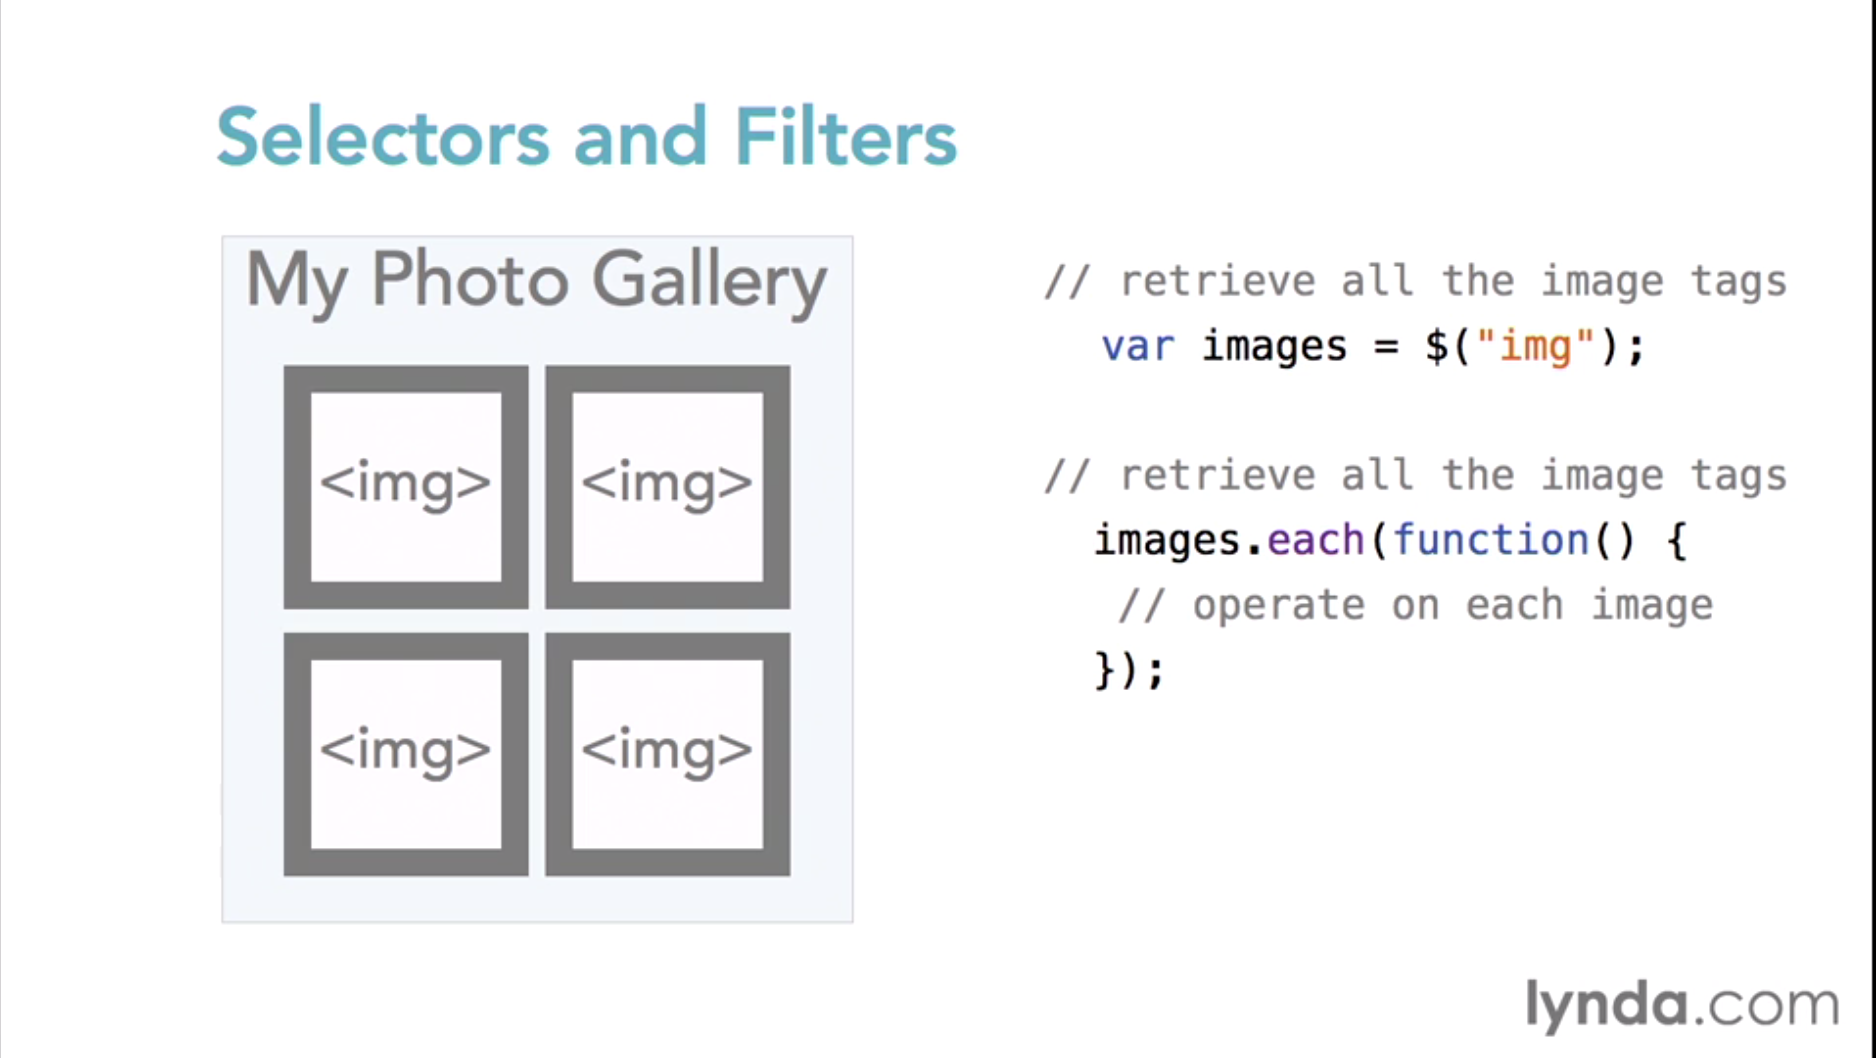 Selectors and Filters
My Photo Gallery
<img> <img>
<img> <img>
// retrieve all the image tags
var images = $("img");
// retrieve all the image tags
images.each(function() {
// operate on each image
});
lynda.com